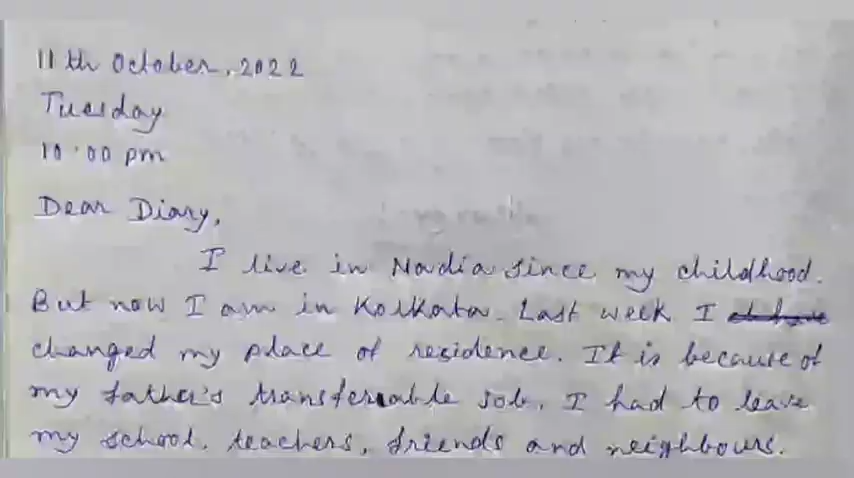 11th October, 2022
Tuesday
10:00 pm
Dear Diary,
I live in Nadia since my childhood.
But now I am in Kolkata. Last week I
changed my place of residence. It is because of
my father's transferable job. I had to leave
my school, teachers, friends and neighbours.